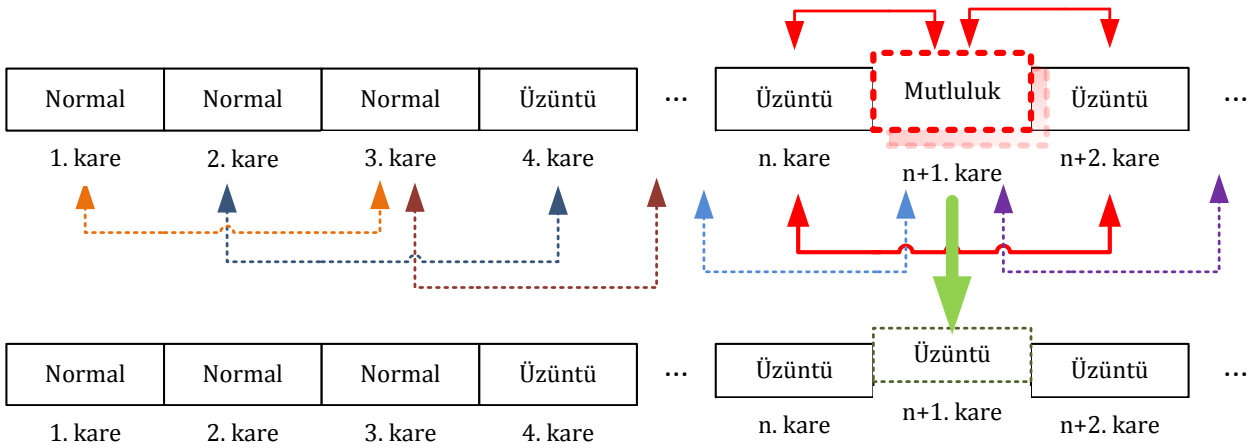 Normal Normal Normal Üzüntü ... Üzüntü Mutluluk Üzüntü ...
1. kare 2. kare 3. kare 4. kare n. kare n+1. kare n+2. kare
Normal Normal Normal Üzüntü ... Üzüntü Üzüntü Üzüntü ...
1. kare 2. kare 3. kare 4. kare n. kare n+1. kare n+2. kare